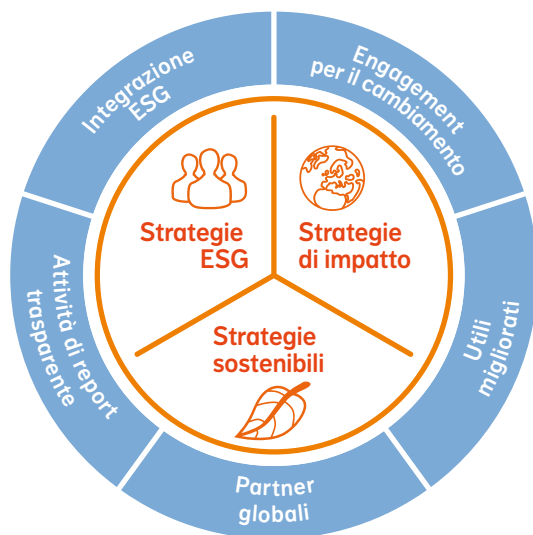 Integrazione
ESG
Engagement
per il cambiamento
Strategie
ESG
Strategie
di impatto
Strategie
sostenibili
Attività di report
trasparente
Utili
migliorati
Partner
globali